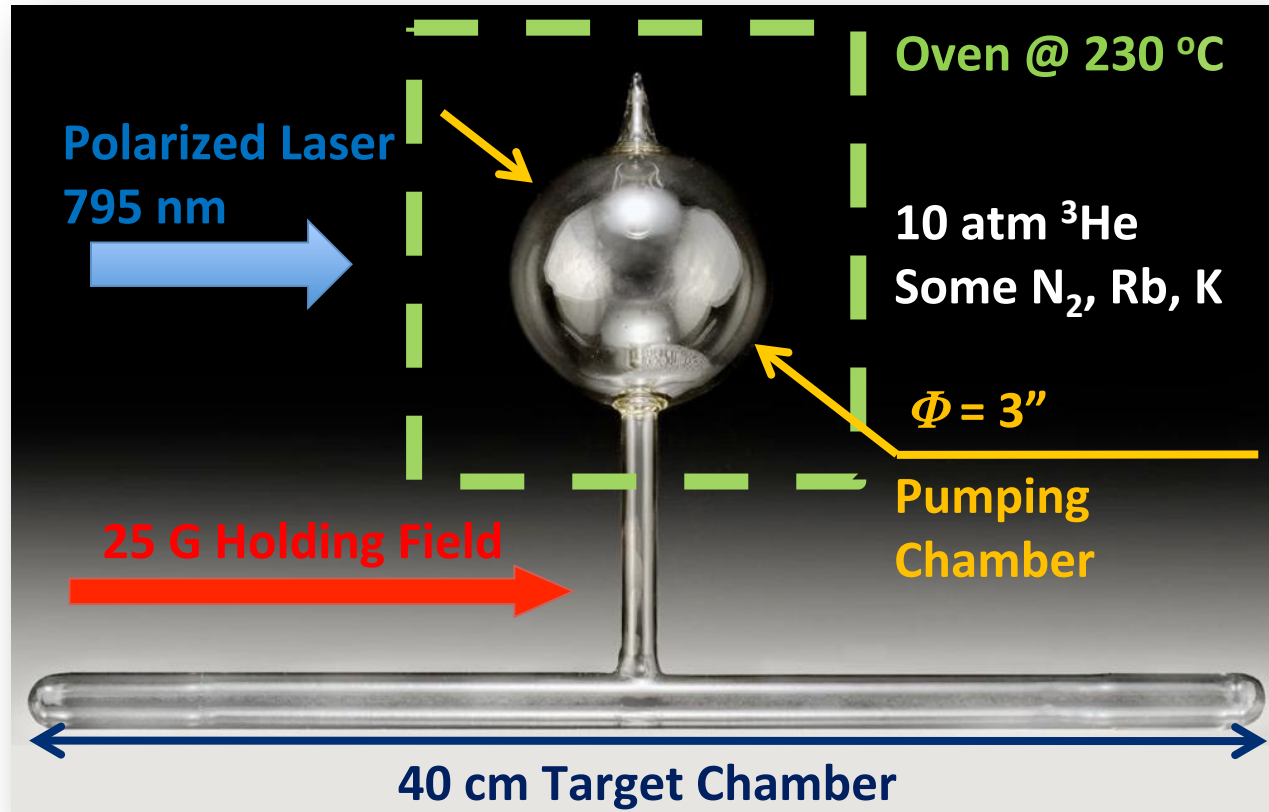 Oven @ 230 ⁰C
Polarized Laser
795 nm
10 atm ³He
Some N₂, Rb, K
Φ = 3”
Pumping
Chamber
25 G Holding Field
40 cm Target Chamber